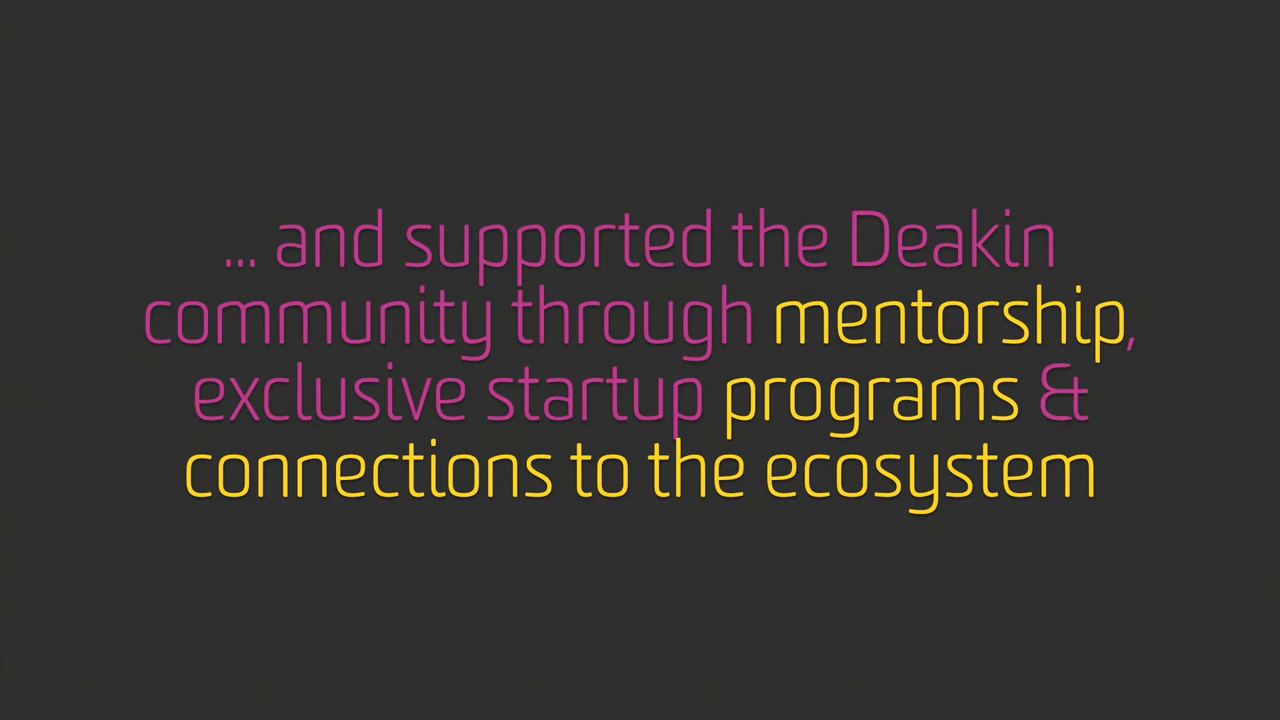 ... and supported the Deakin
community through mentorship,
exclusive startup programs &
connections to the ecosystem